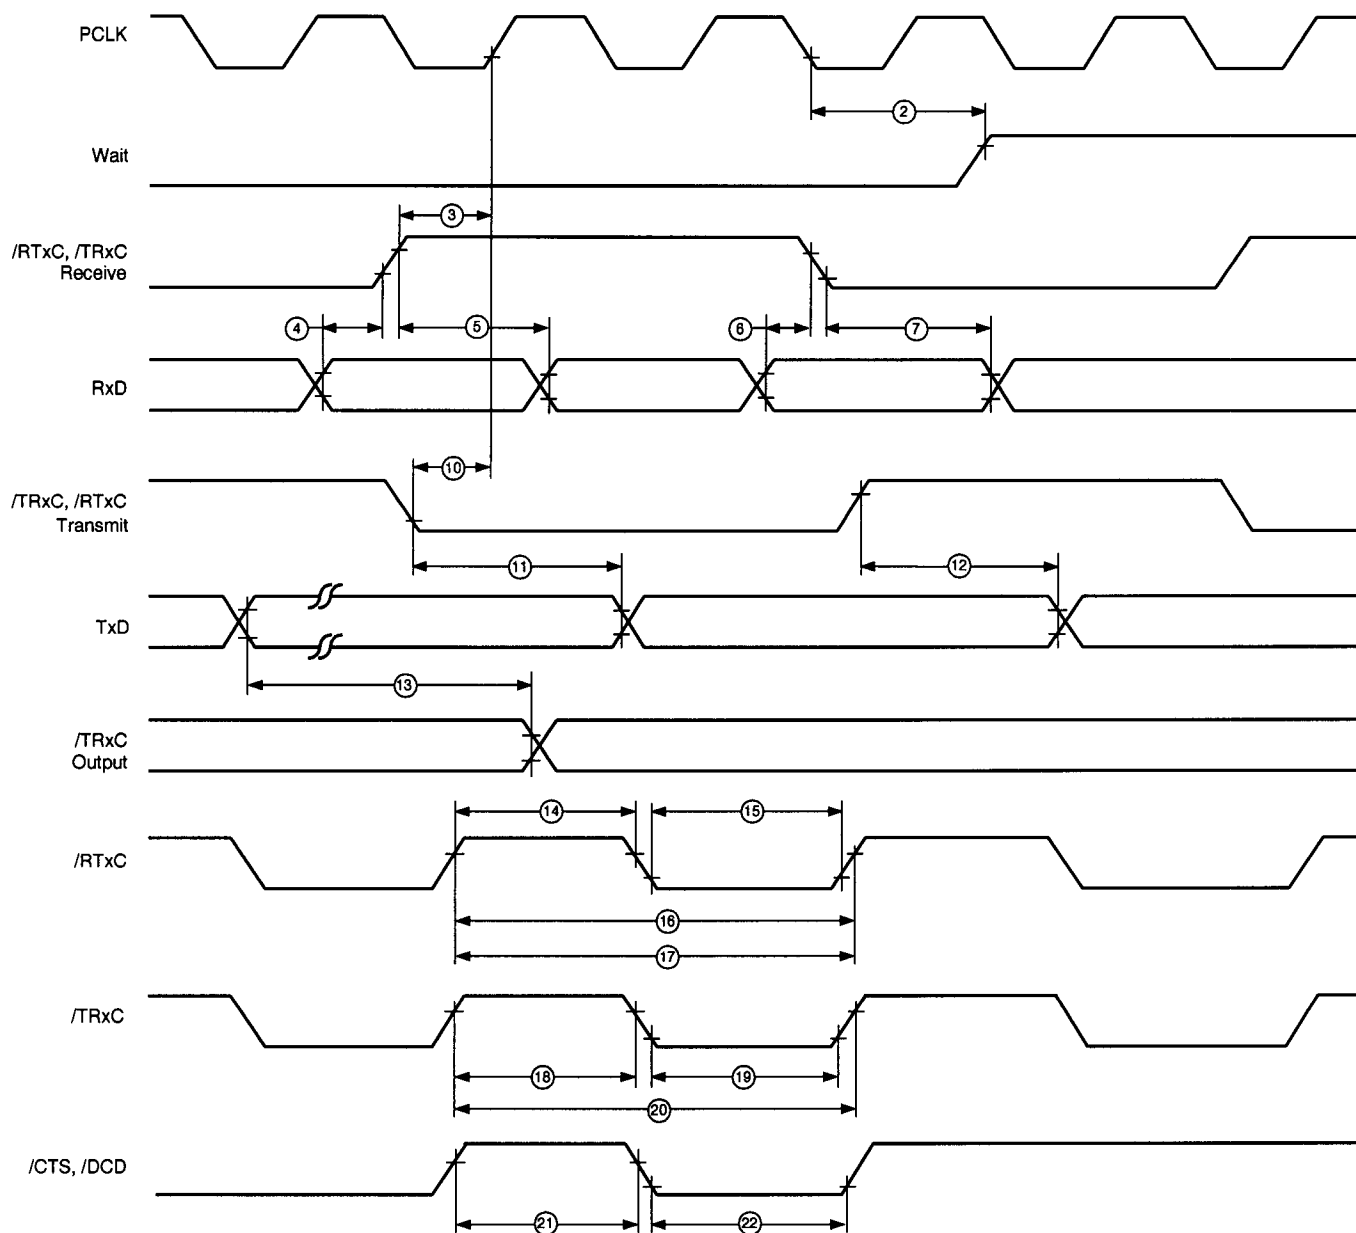 PCLK
2
Wait
3
/RTxC, /TRxC
Receive
4
5
6
7
RxD
10
/TRxC, /RTxC
Transmit
11
12
TxD
13
/TRxC
Output
14
15
/RTxC
16
17
/TRxC
18
19
20
/CTS, /DCD
21
22